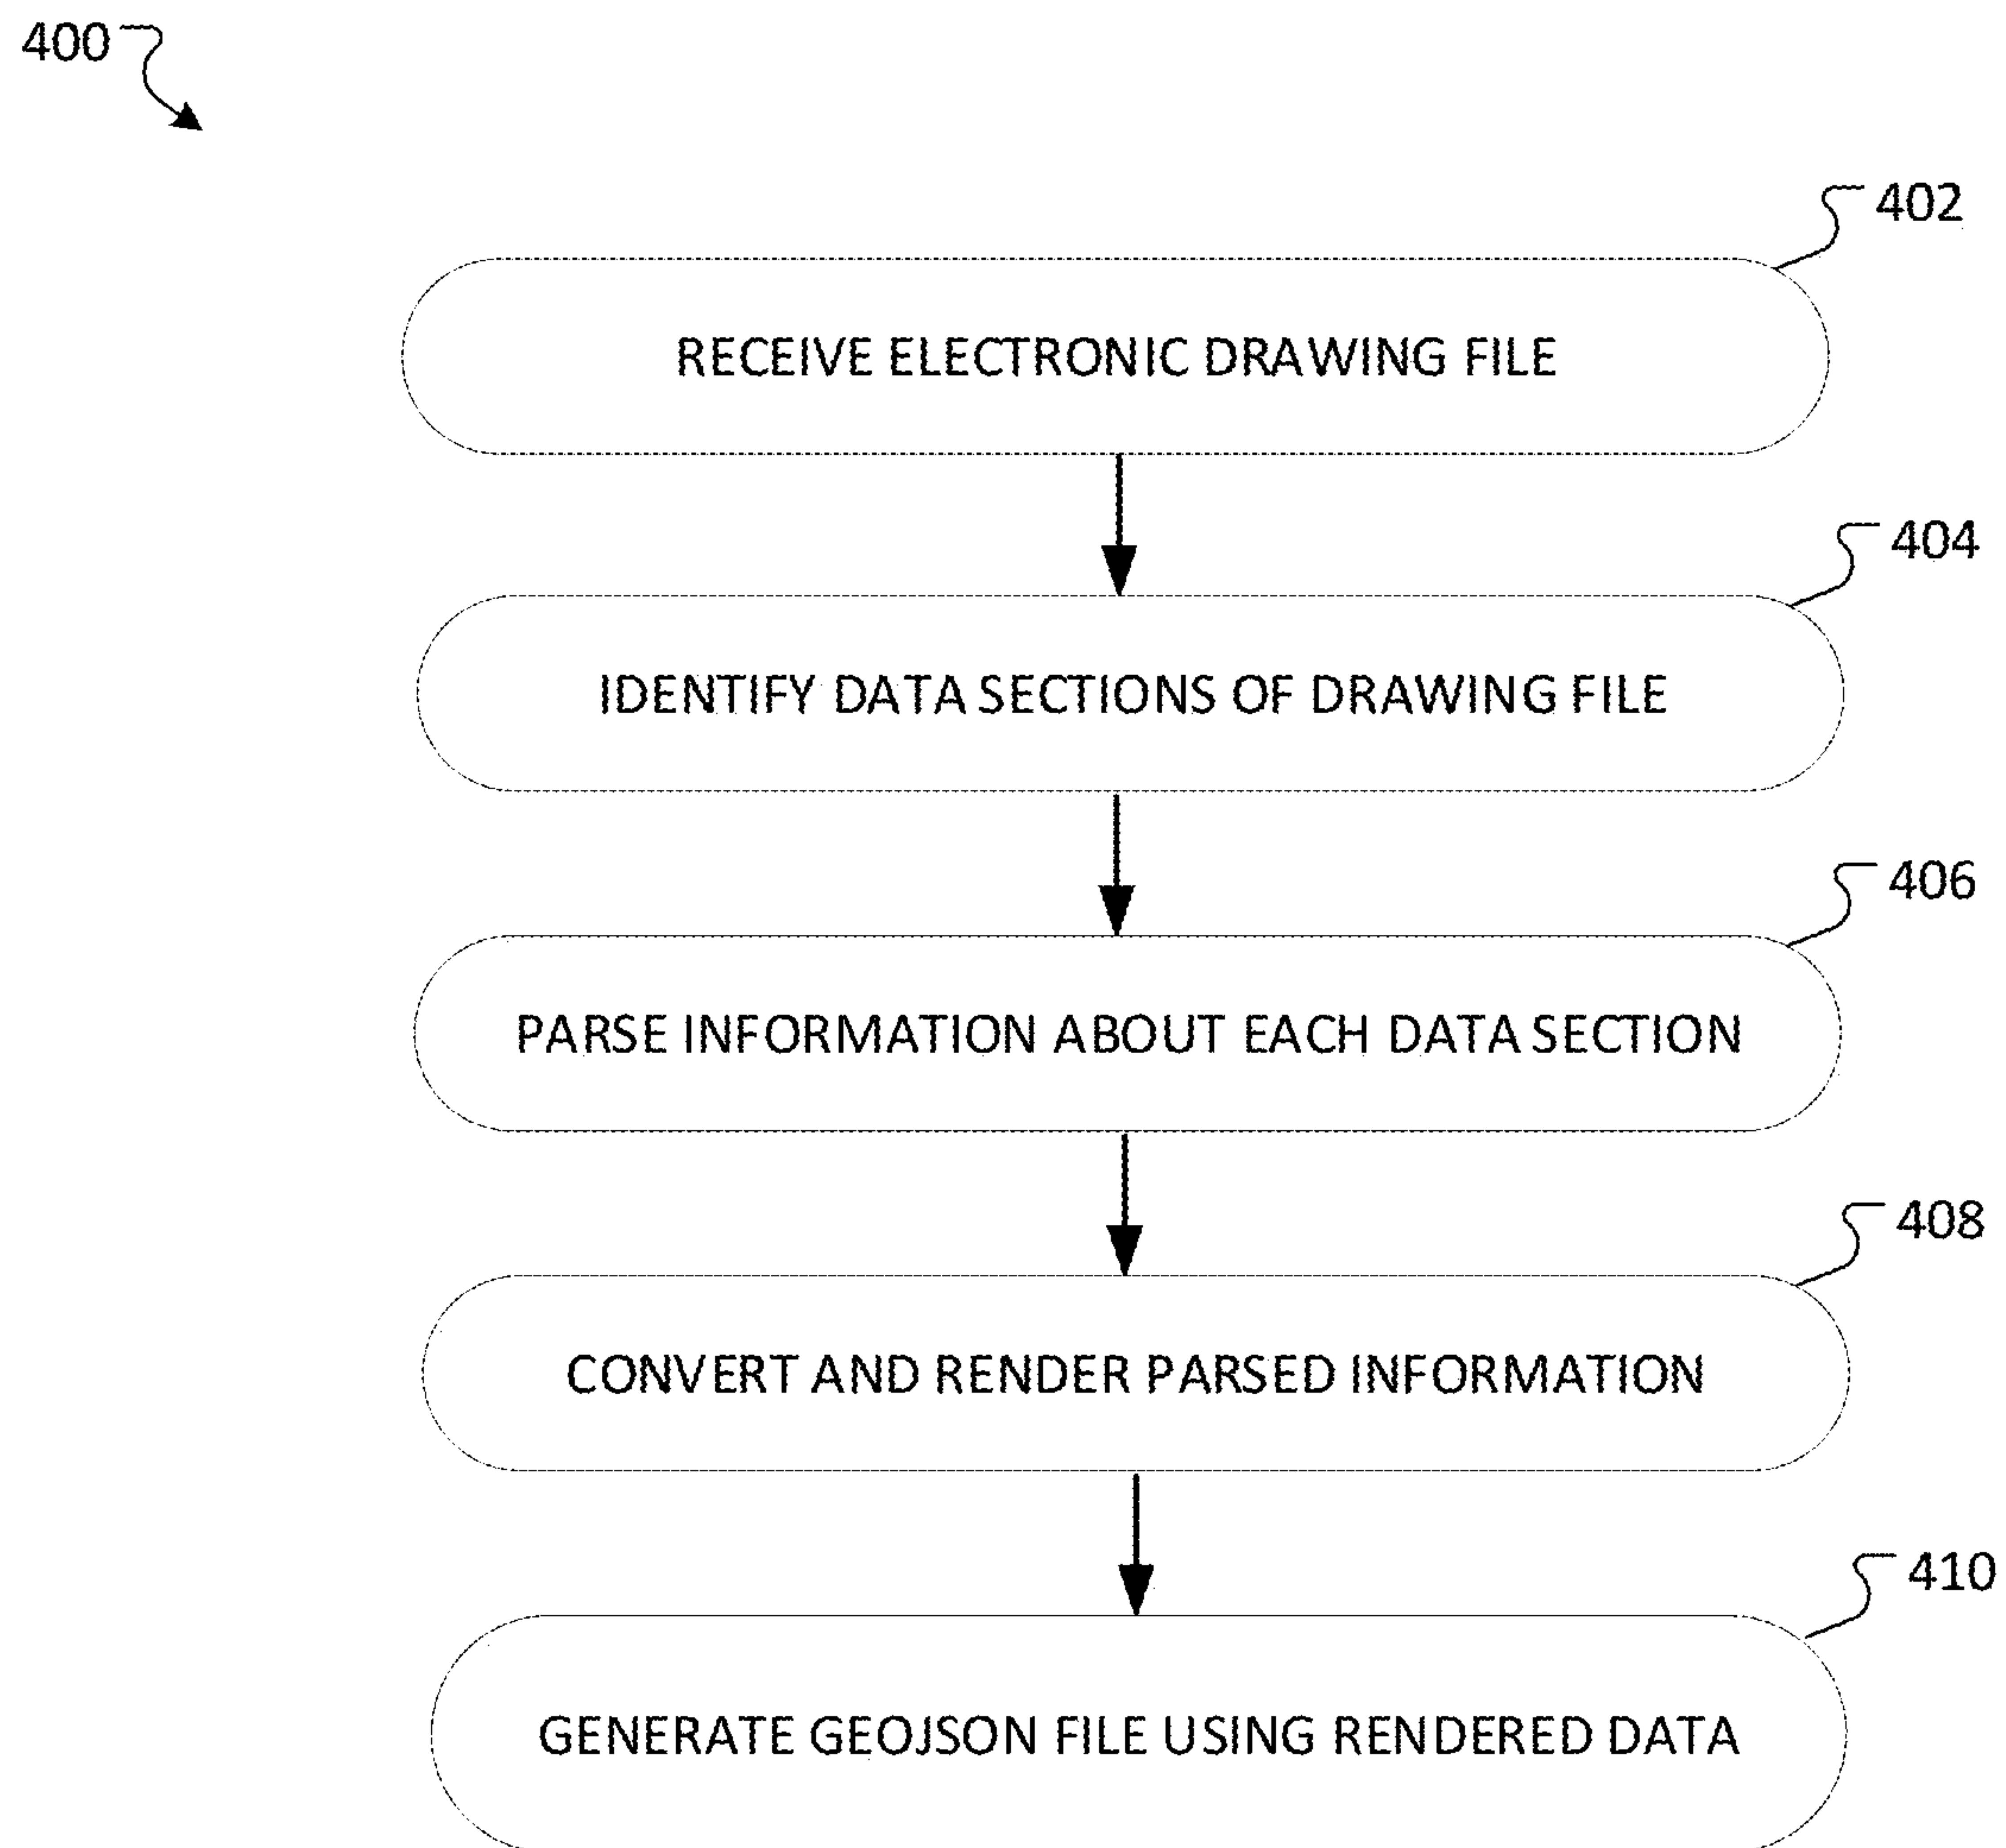 400
402
RECEIVE ELECTRONIC DRAWING FILE
404
IDENTIFY DATA SECTIONS OF DRAWING FILE
406
PARSE INFORMATION ABOUT EACH DATA SECTION
408
CONVERT AND RENDER PARSED INFORMATION
410
GENERATE GEOJSON FILE USING RENDERED DATA